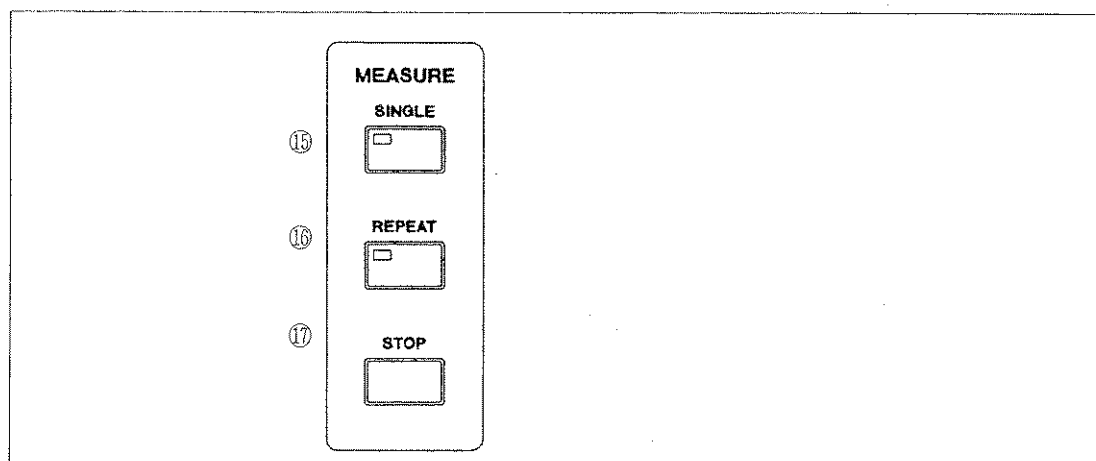 MEASURE
SINGLE
⑮
REPEAT
⑯
⑰
STOP